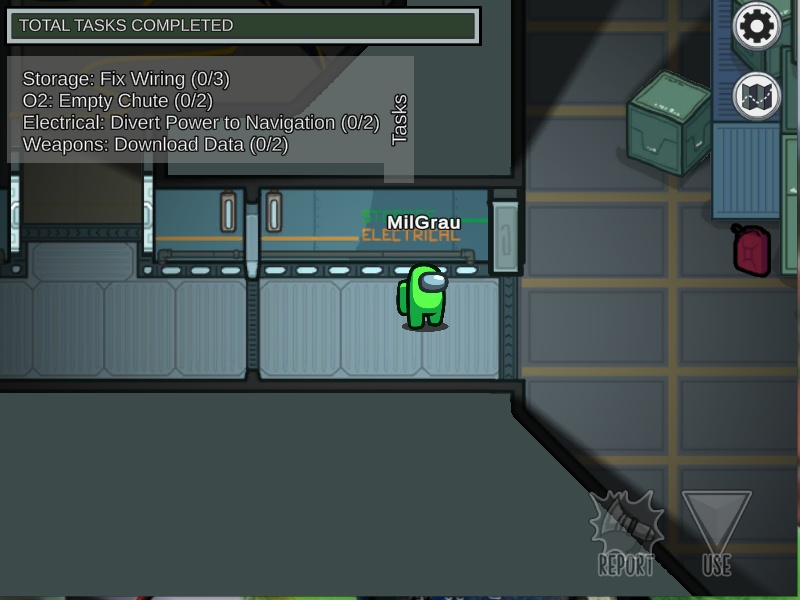 TOTAL TASKS COMPLETED
Storage: Fix Wiring (0/3)
O2: Empty Chute (0/2)
Electrical: Divert Power to Navigation (0/2)
Weapons: Download Data (0/2)
Tasks
STORAGE
MilGrau
ELECTRICAL
REPORT
USE